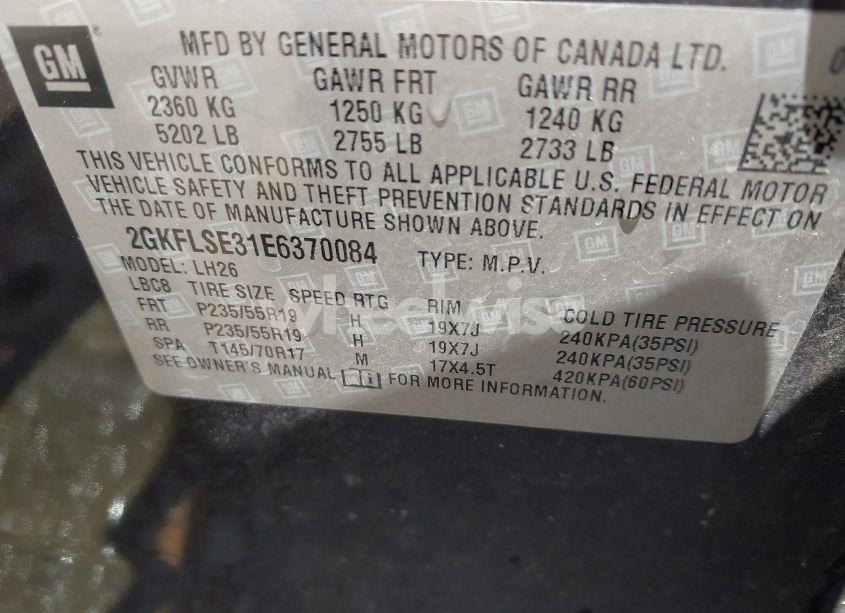 GM
MFD BY GENERAL MOTORS OF CANADA LTD.
GVWR GAWR FRT GAWR RR
2360 KG 1250 KG 1240 KG
5202 LB 2755 LB 2733 LB
THIS VEHICLE CONFORMS TO ALL APPLICABLE U.S. FEDERAL MOTOR
VEHICLE SAFETY AND THEFT PREVENTION STANDARDS IN EFFECT ON
THE DATE OF MANUFACTURE SHOWN ABOVE.
2GKFLSE31E6370084 TYPE: M.P.V.
MODEL: LH26
LBC8 TIRE SIZE SPEED RTG RIM COLD TIRE PRESSURE
FRT P235/55R19 H 19X7J 240KPA(35PSI)
RR P235/55R19 H 19X7J 240KPA(35PSI)
SPA T145/70R17 M 17X4.5T 420KPA(60PSI)
SEE OWNER'S MANUAL FOR MORE INFORMATION.